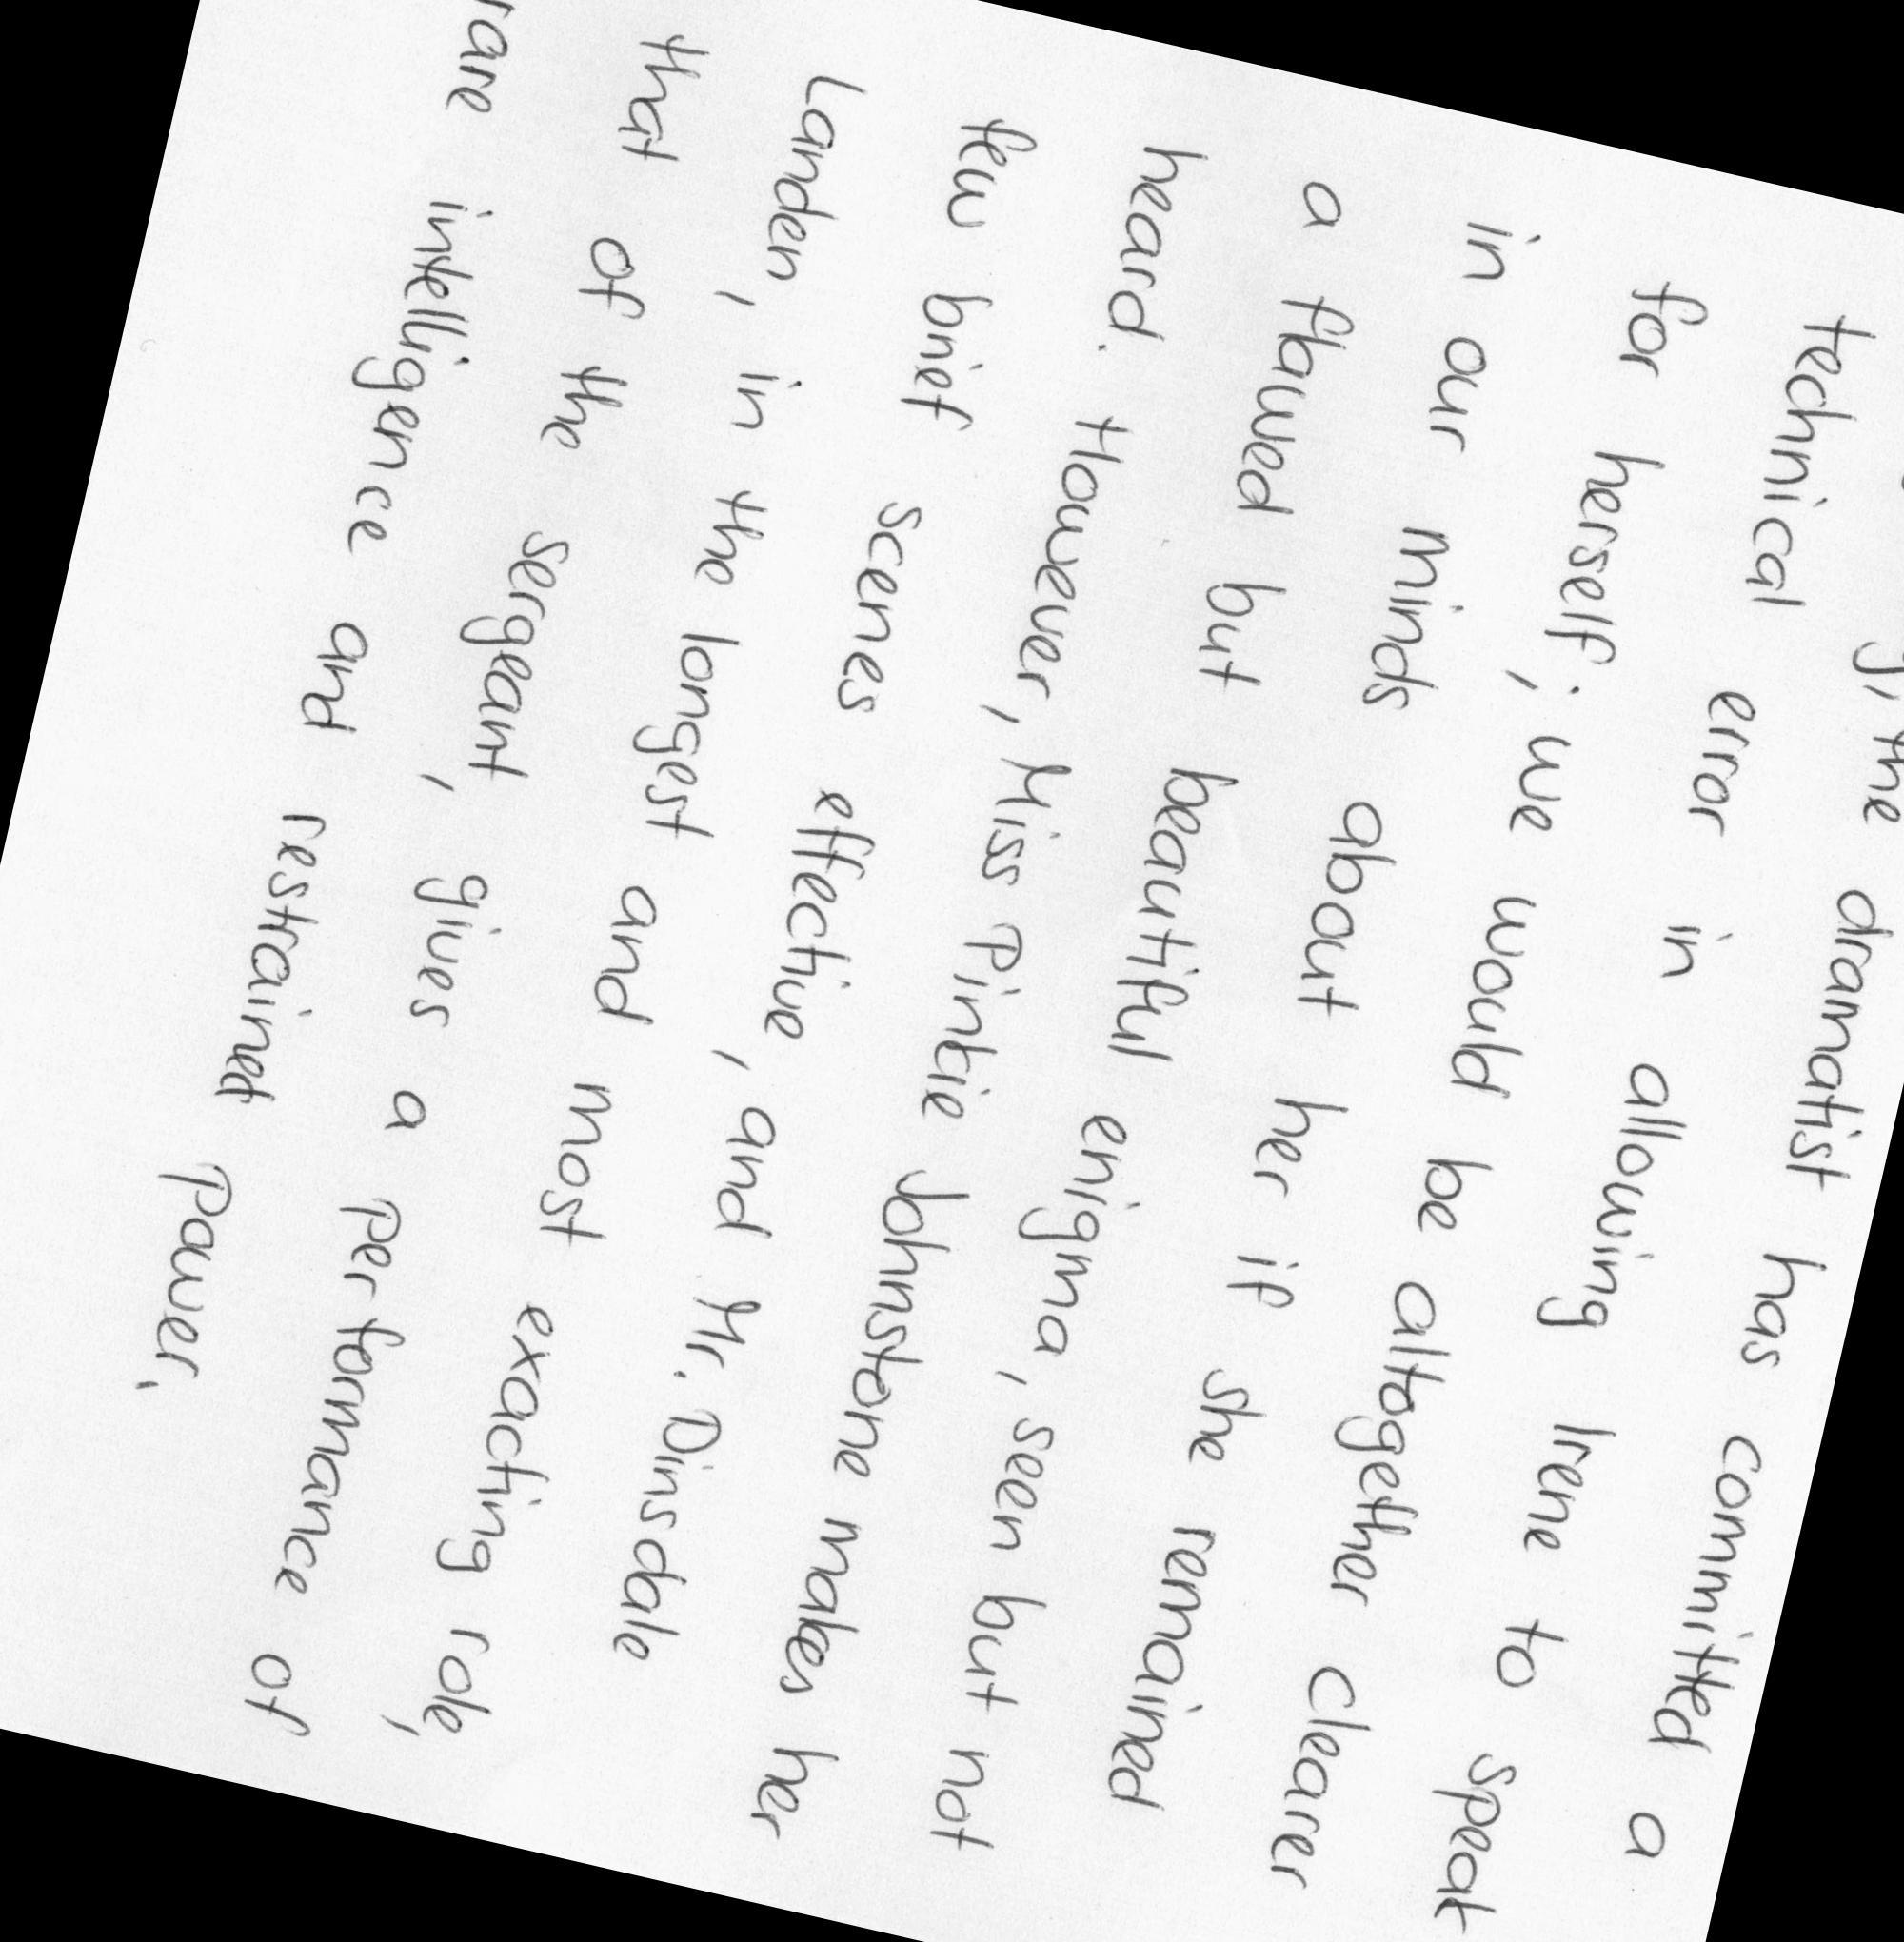 the dramatist has committed a
technical error in allowing Irene to speak
for herself; we would be altogether clearer
in our minds about her if she remained
a flawed but beautiful enigma, seen but not
heard. However, Miss Pinkie Johnstone makes her
few brief scenes effective, and Mr. Dinsdale
Landen, in the longest and most exacting role,
that of the sergeant, gives a performance of
rare intelligence and restrained power.